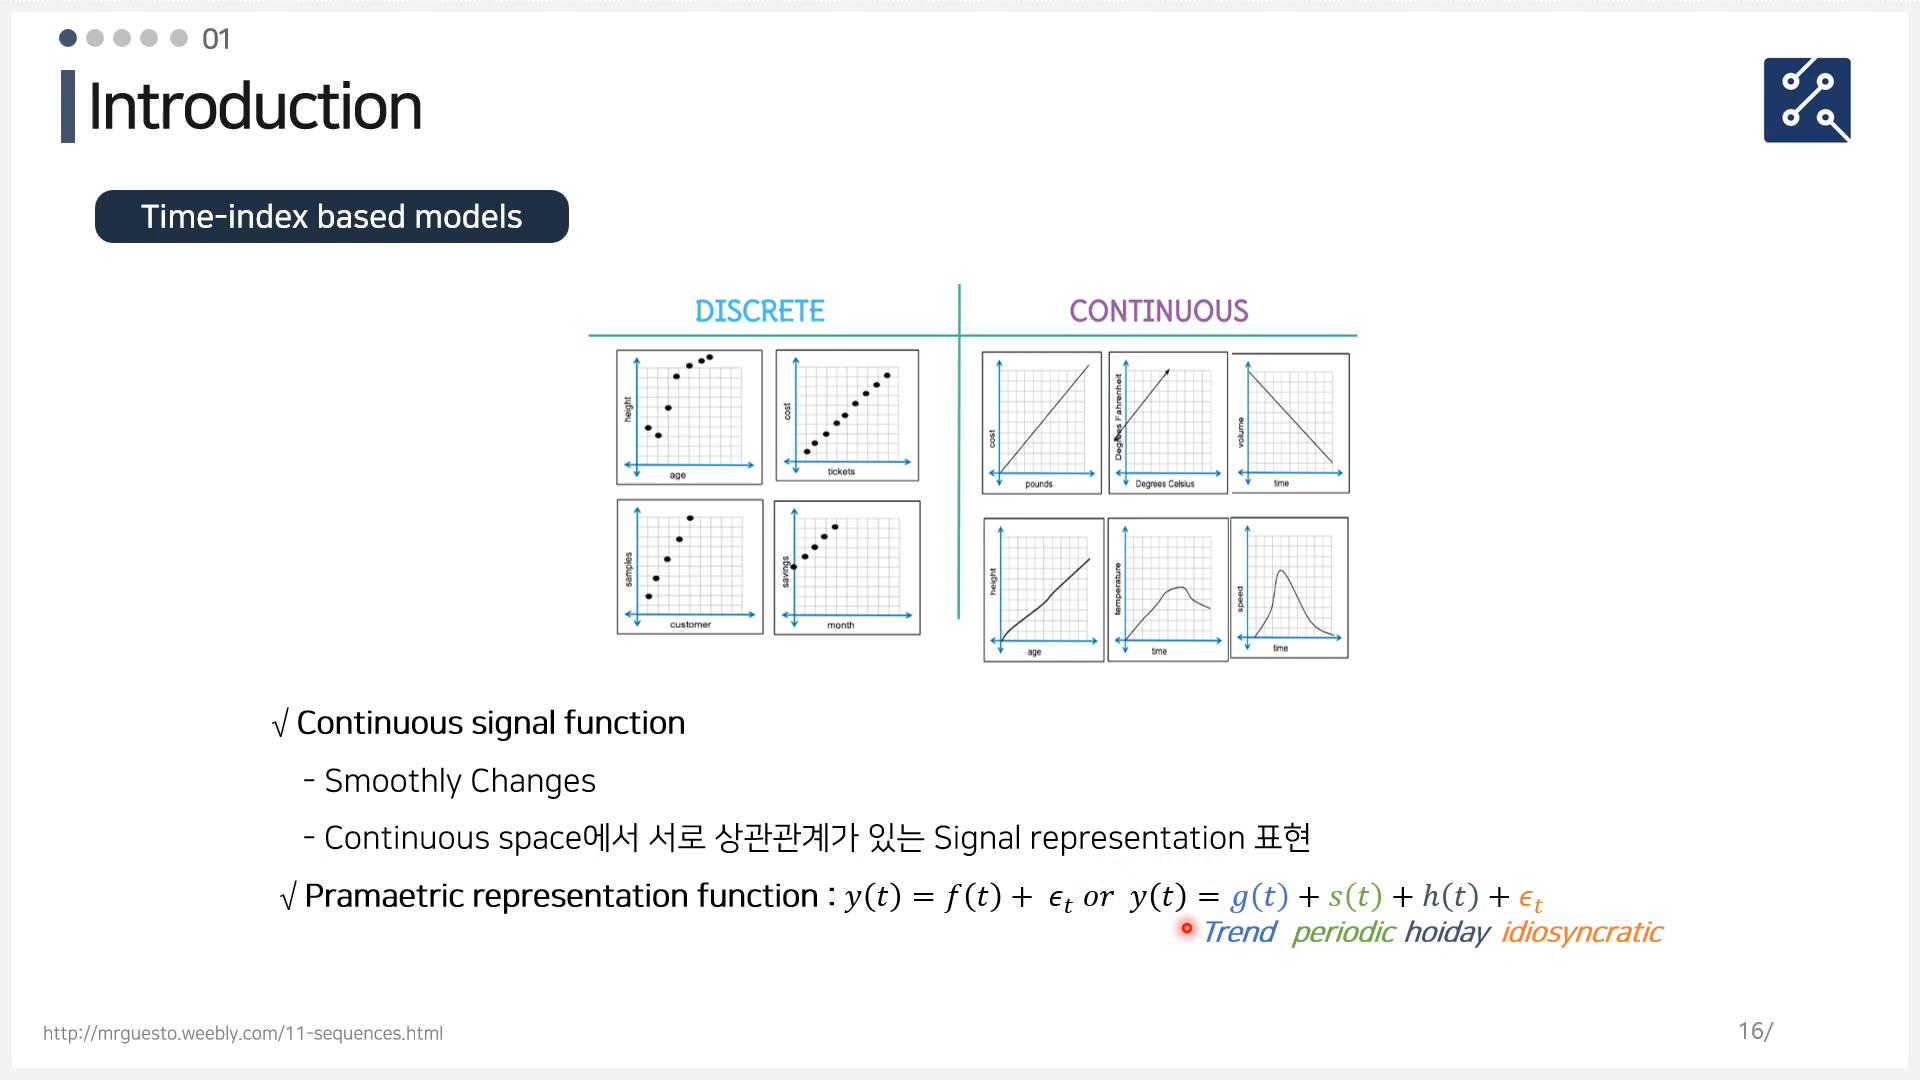 01
Introduction
Time-index based models
DISCRETE
CONTINUOUS
height
age
cost
tickets
samples
customer
savings
month
cost
pounds
Degrees Fahrenheit
Degrees Celsius
volume
time
height
age
temperature
time
speed
time
√ Continuous signal function
- Smoothly Changes
- Continuous space에서 서로 상관관계가 있는 Signal representation 표현
√ Pramaetric representation function : y(t) = f(t) + ϵₜ or y(t) = g(t) + s(t) + h(t) + ϵₜ
Trend periodic hoiday idiosyncratic
http://mrguesto.weebly.com/11-sequences.html
16/